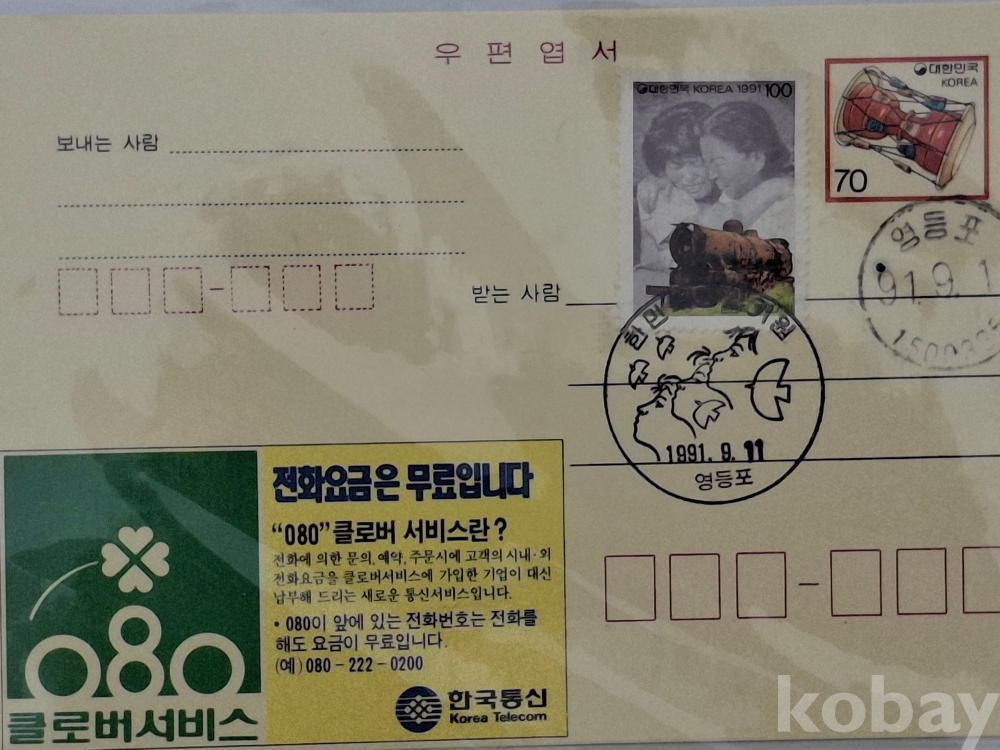 우 편 엽 서
대한민국 KOREA 1991 100
대한민국
KOREA
70
보내는 사람
받는 사람
영등포
91.9.1
한민
원
1991. 9. 11
영등포
전화요금은 무료입니다
"080" 클로버 서비스란?
전화에 의한 문의, 예약, 주문시에 고객의 시내·외
전화요금을 클로버서비스에 가입한 기업이 대신
납부해 드리는 새로운 통신서비스입니다.
• 080이 앞에 있는 전화번호는 전화를
해도 요금이 무료입니다.
(예) 080-222-0200
한국통신
Korea Telecom
080
클로버서비스
kobay